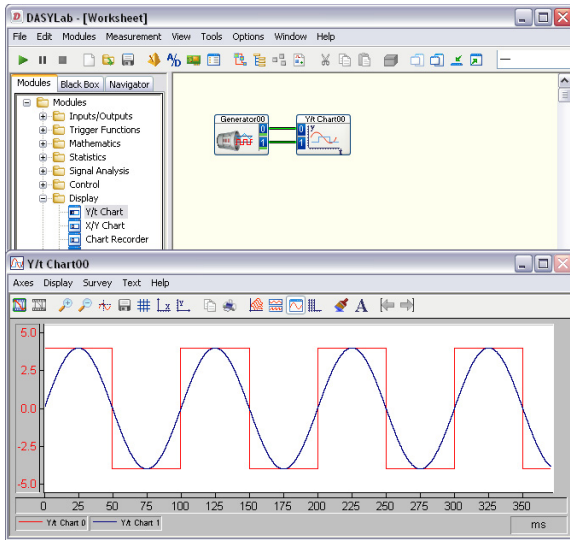 DASYLab - [Worksheet]
File Edit Modules Measurement View Tools Options Window Help
Modules Black Box Navigator
Modules
Inputs/Outputs
Trigger Functions
Mathematics
Statistics
Signal Analysis
Control
Display
Y/t Chart
X/Y Chart
Chart Recorder
Generator00
0
1
Y/t Chart00
0
1
Y/t Chart00
Axes Display Survey Text Help
5.0
2.5
0.0
-2.5
-5.0
0 25 50 75 100 125 150 175 200 225 250 275 300 325 350
Y/t Chart 0 Y/t Chart 1 ms